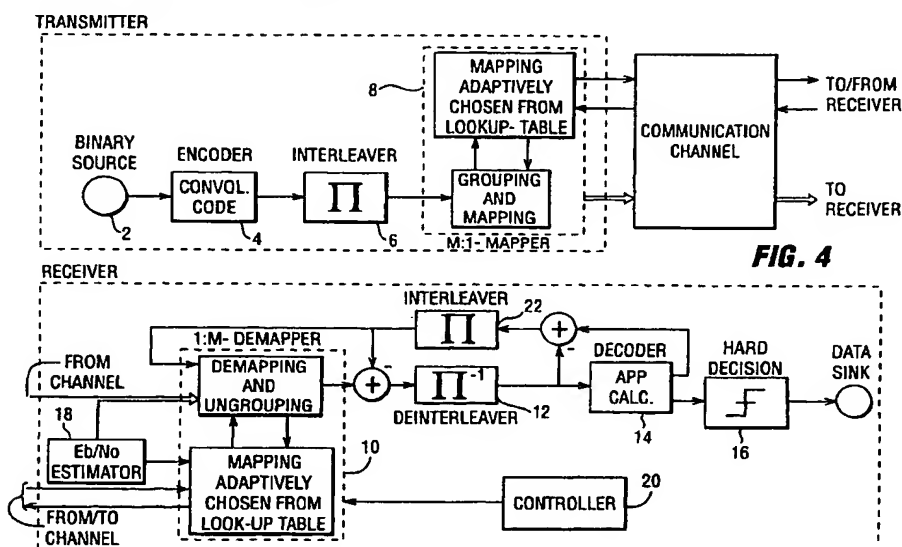 TRANSMITTER
8
MAPPING
ADAPTIVELY
CHOSEN FROM
LOOKUP- TABLE
TO/FROM
RECEIVER
COMMUNICATION
CHANNEL
BINARY
SOURCE
2
ENCODER
CONVOL.
CODE
4
INTERLEAVER
Π
6
GROUPING
AND
MAPPING
M:1- MAPPER
TO
RECEIVER
FIG. 4
RECEIVER
INTERLEAVER
Π
22
1:M- DEMAPPER
FROM
CHANNEL
DEMAPPING
AND
UNGROUPING
+
-
Π-1
DEINTERLEAVER
12
+
-
DECODER
APP
CALC.
14
HARD
DECISION
16
DATA
SINK
18
Eb/No
ESTIMATOR
10
MAPPING
ADAPTIVELY
CHOSEN FROM
LOOK-UP TABLE
CONTROLLER
20
FROM/TO
CHANNEL